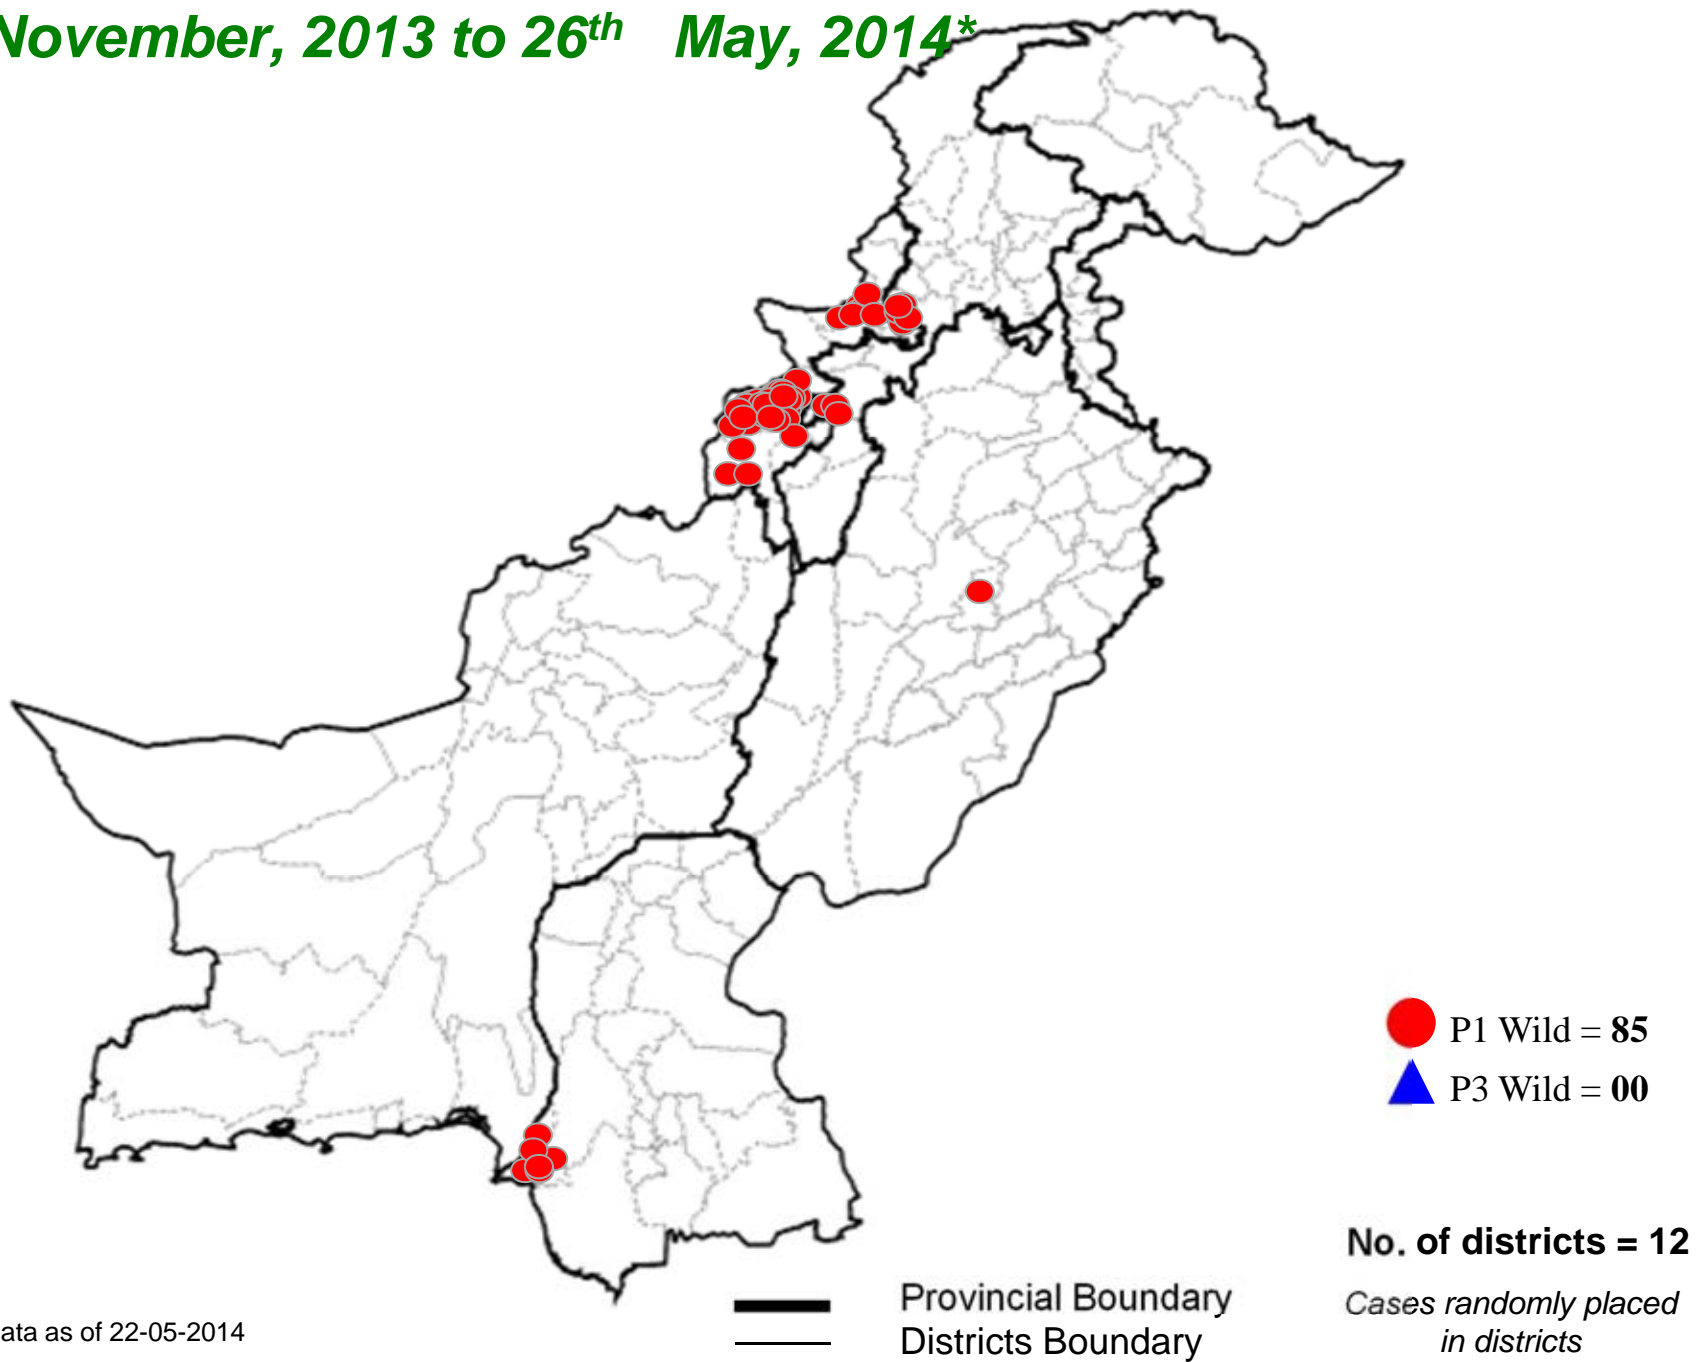 November, 2013 to 26th May, 2014*
P1 Wild = 85
P3 Wild = 00
No. of districts = 12
Cases randomly placed
in districts
Provincial Boundary
Districts Boundary
ata as of 22-05-2014